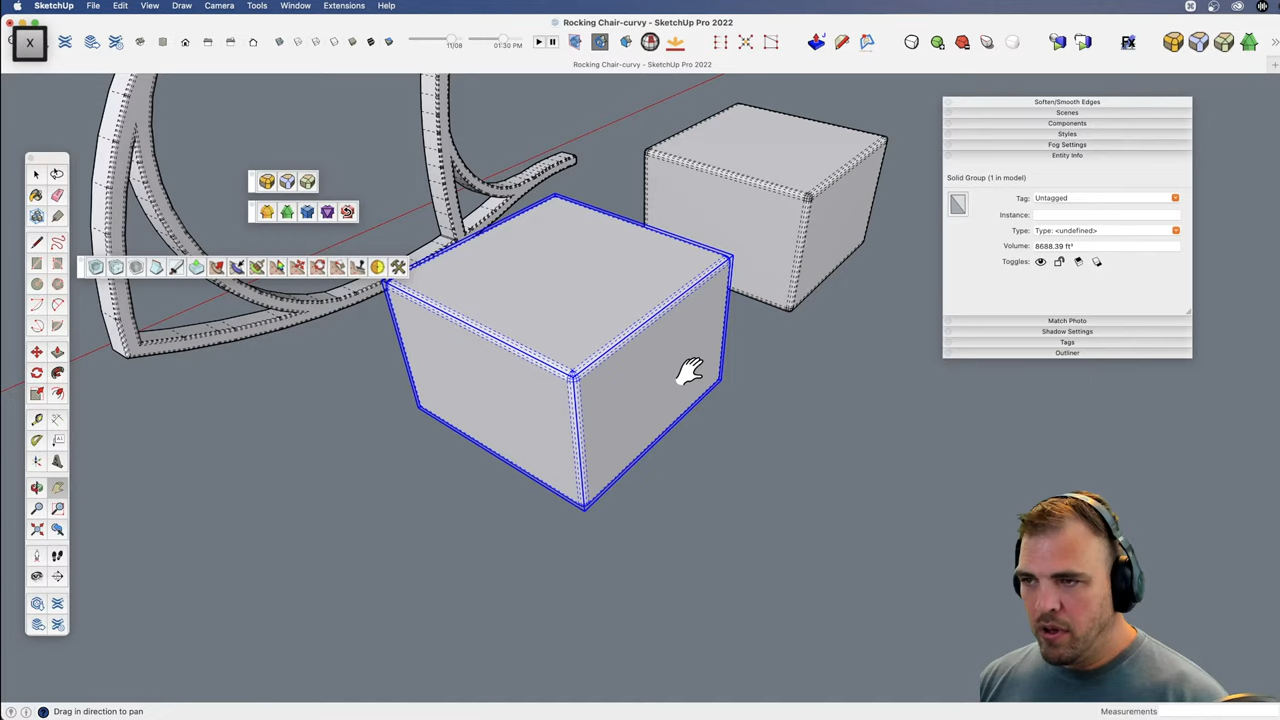 SketchUp File Edit View Draw Camera Tools Window Extensions Help
Rocking Chair-curvy - SketchUp Pro 2022
X
11/08 01:30 PM
Fx
Rocking Chair-curvy - SketchUp Pro 2022
Soften/Smooth Edges
Scenes
Components
Styles
Fog Settings
Entity Info
Solid Group (1 in model)
Tag: Untagged
Instance:
Type: Type: <undefined>
Volume: 8688.39 ft³
Toggles:
Match Photo
Shadow Settings
Tags
Outliner
Drag in direction to pan
Measurements